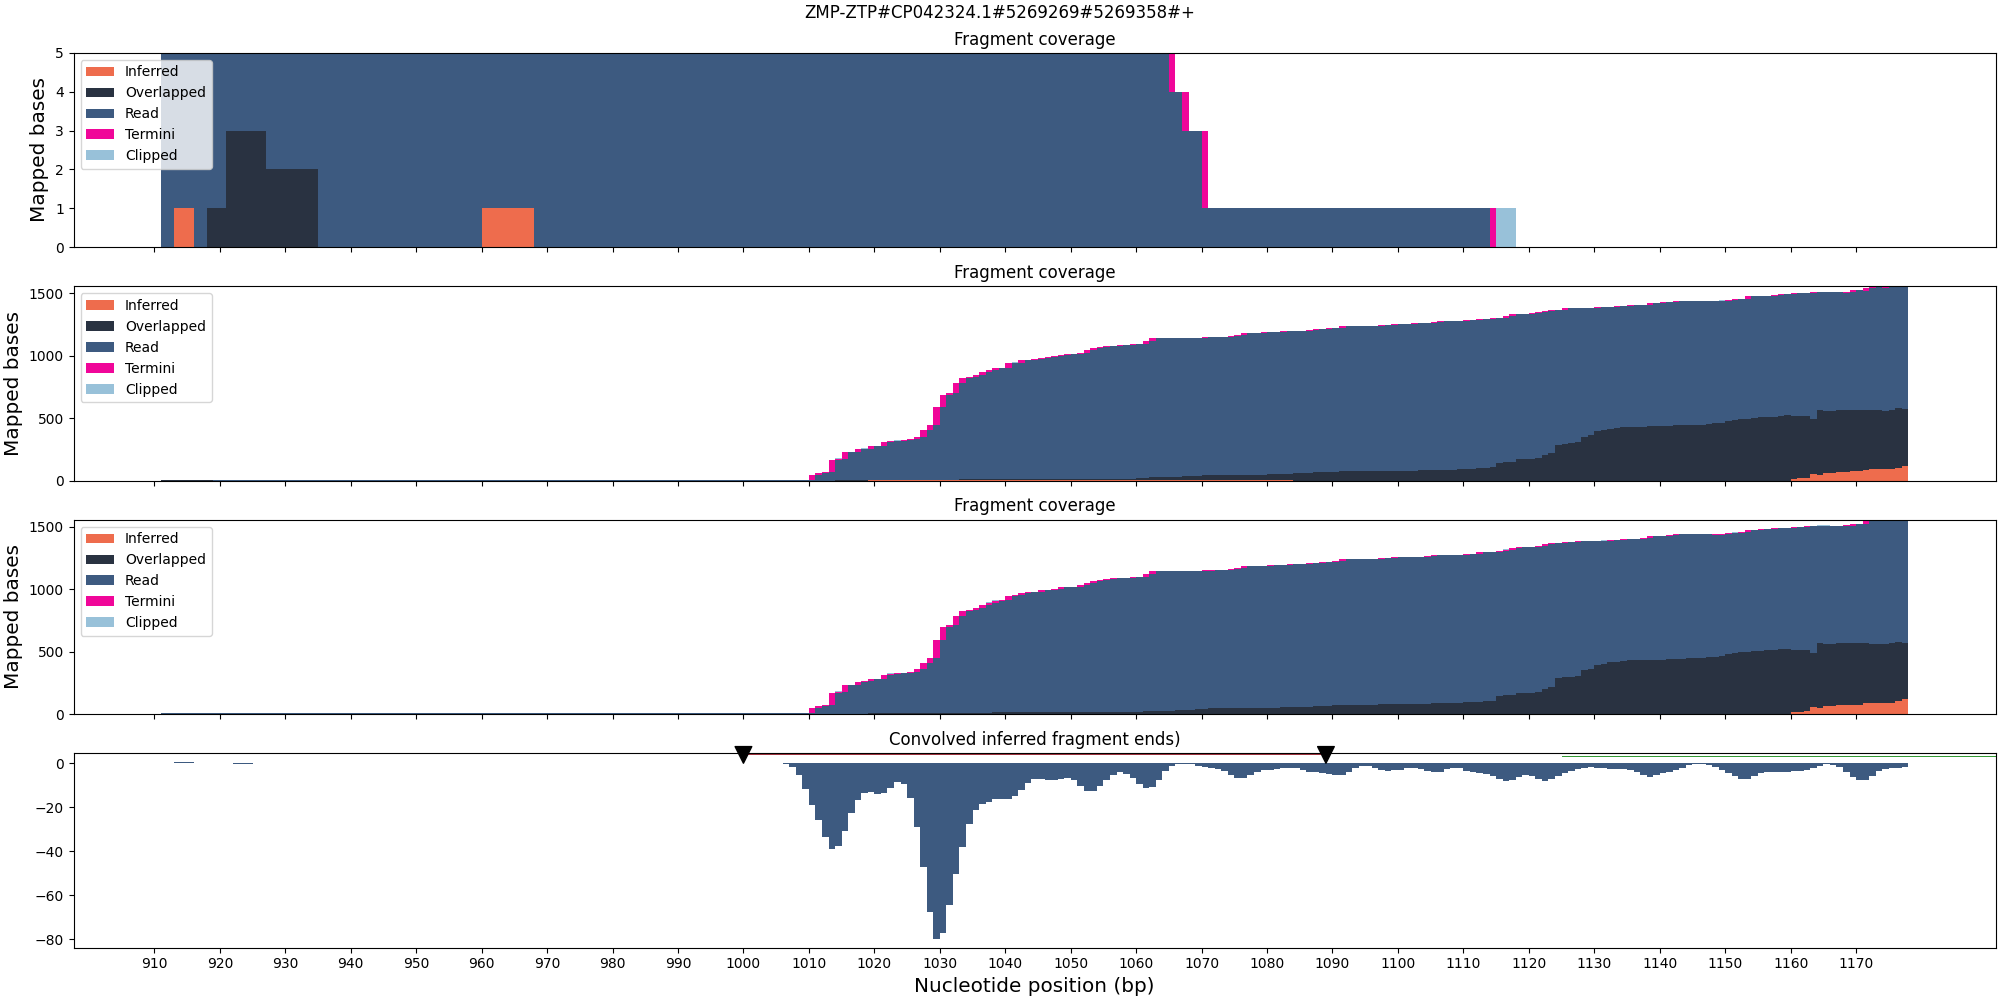 ZMP-ZTP#CP042324.1#5269269#5269358#+
Fragment coverage
Mapped bases
5
4
3
2
1
0
Inferred
Overlapped
Read
Termini
Clipped
Fragment coverage
Mapped bases
1500
1000
500
0
Inferred
Overlapped
Read
Termini
Clipped
Fragment coverage
Mapped bases
1500
1000
500
0
Inferred
Overlapped
Read
Termini
Clipped
Convolved inferred fragment ends)
0
−20
−40
−60
−80
910 920 930 940 950 960 970 980 990 1000 1010 1020 1030 1040 1050 1060 1070 1080 1090 1100 1110 1120 1130 1140 1150 1160 1170
Nucleotide position (bp)